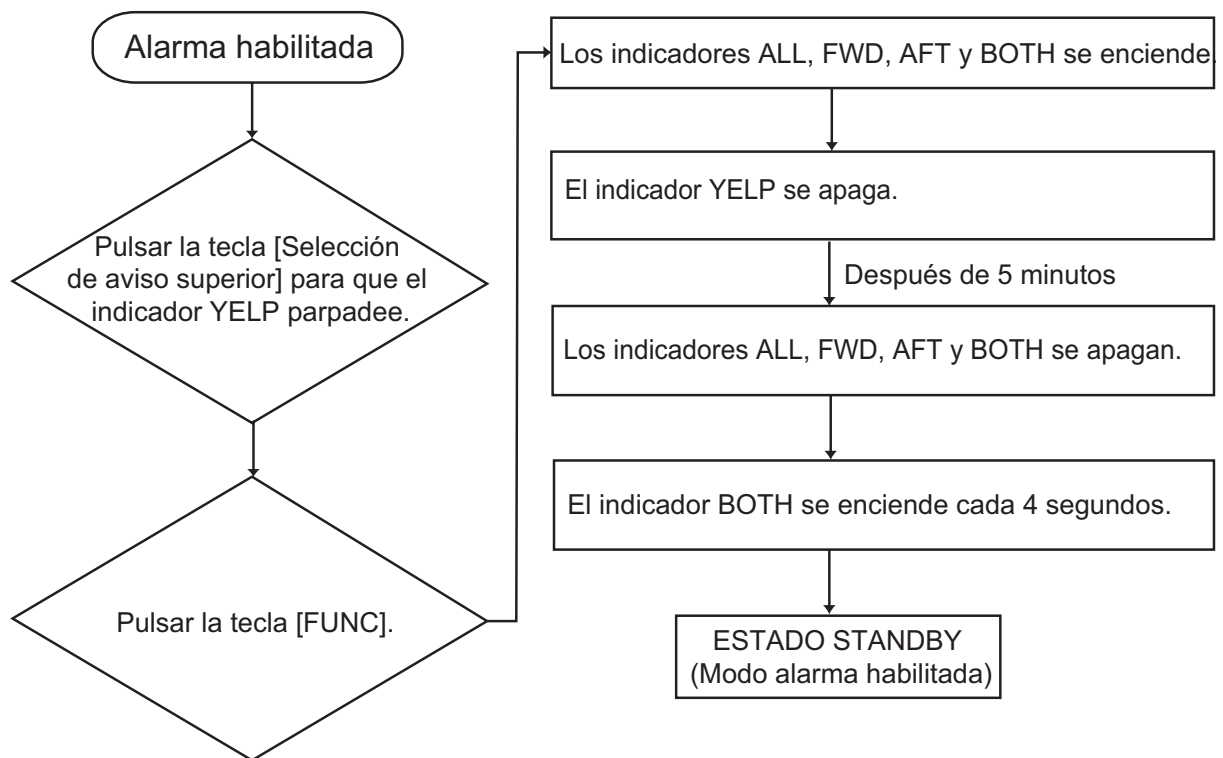 Alarma habilitada
Pulsar la tecla [Selección
de aviso superior] para que el
indicador YELP parpadee.
Pulsar la tecla [FUNC].
Los indicadores ALL, FWD, AFT y BOTH se enciende.
El indicador YELP se apaga.
Después de 5 minutos
Los indicadores ALL, FWD, AFT y BOTH se apagan.
El indicador BOTH se enciende cada 4 segundos.
ESTADO STANDBY
(Modo alarma habilitada)